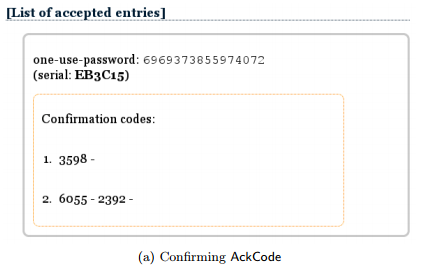 [List of accepted entries]
one-use-password: 6969373855974072
(serial: EB3C15)
Confirmation codes:
1. 3598 -
2. 6055 - 2392 -
(a) Confirming AckCode